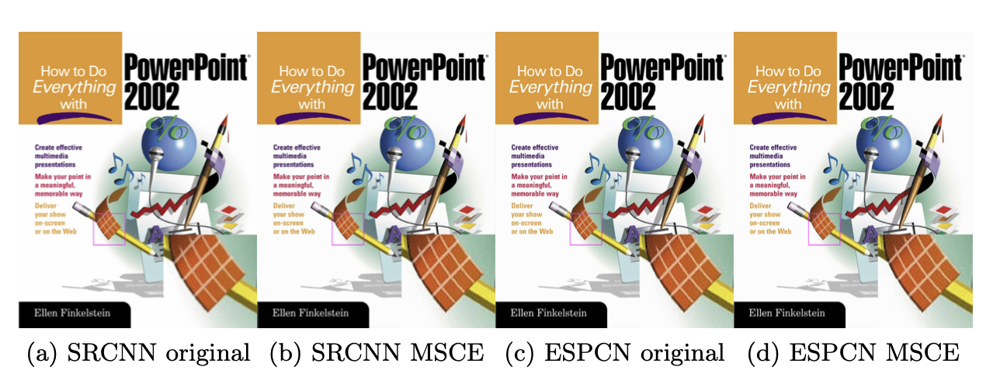 How to Do
Everything
with
PowerPoint®
2002
Create effective
multimedia
presentations
Make your point in
a meaningful,
memorable way
Deliver
your show
on-screen
or on the Web
%
A
Ellen Finkelstein
(a) SRCNN original
How to Do
Everything
with
PowerPoint®
2002
Create effective
multimedia
presentations
Make your point in
a meaningful,
memorable way
Deliver
your show
on-screen
or on the Web
%
A
Ellen Finkelstein
(b) SRCNN MSCE
How to Do
Everything
with
PowerPoint®
2002
Create effective
multimedia
presentations
Make your point in
a meaningful,
memorable way
Deliver
your show
on-screen
or on the Web
%
A
Ellen Finkelstein
(c) ESPCN original
How to Do
Everything
with
PowerPoint®
2002
Create effective
multimedia
presentations
Make your point in
a meaningful,
memorable way
Deliver
your show
on-screen
or on the Web
%
A
Ellen Finkelstein
(d) ESPCN MSCE